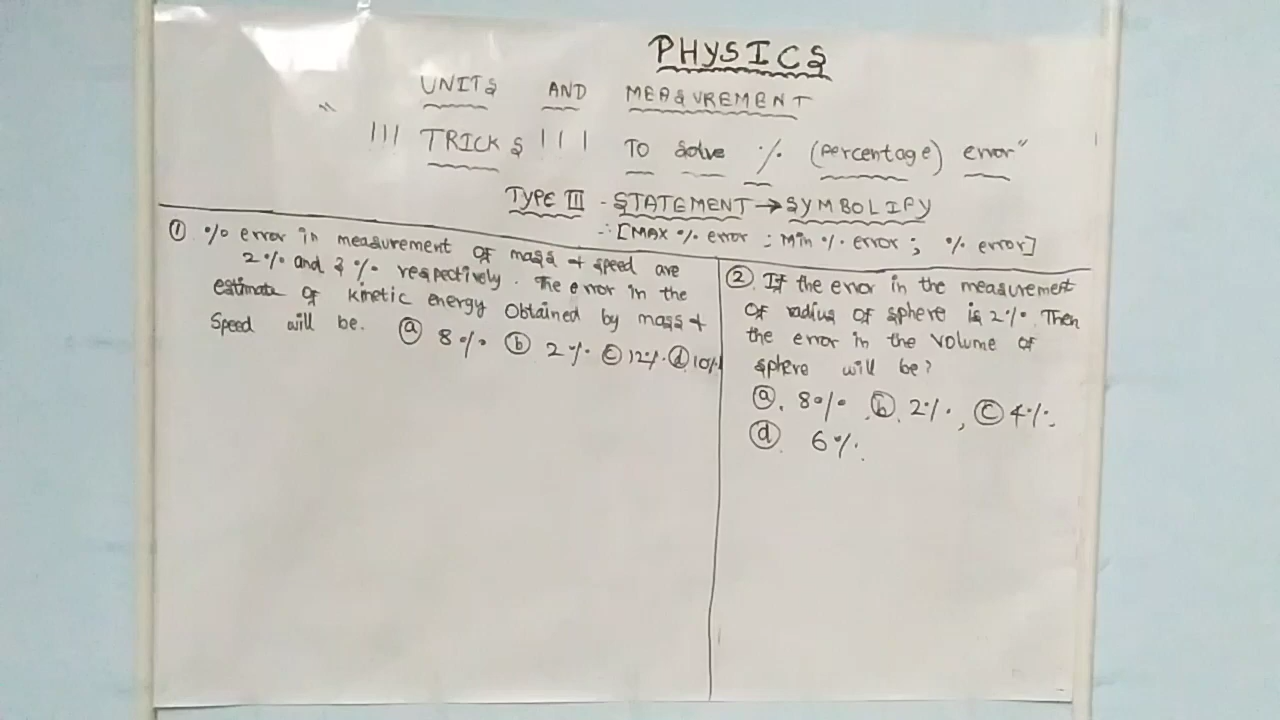 PHYSICS
UNITS AND MEASUREMENT
" !!! TRICKS !!! TO Solve % (percentage) error"
TYPE III - STATEMENT → SYMBOLIFY
∴ [MAX % error ; Min % error ; % error]
① % error in measurement of mass & speed are
2% and 3% respectively. The error in the
estimate of kinetic energy obtained by mass &
Speed will be. ⓐ 8% ⓑ 2% ⓒ 12% ⓓ 10%
② If the error in the measurement
of radius of sphere is 2%. Then
the error in the volume of
sphere will be?
ⓐ. 8% , ⓑ. 2% , ⓒ 4%.
ⓓ. 6%.